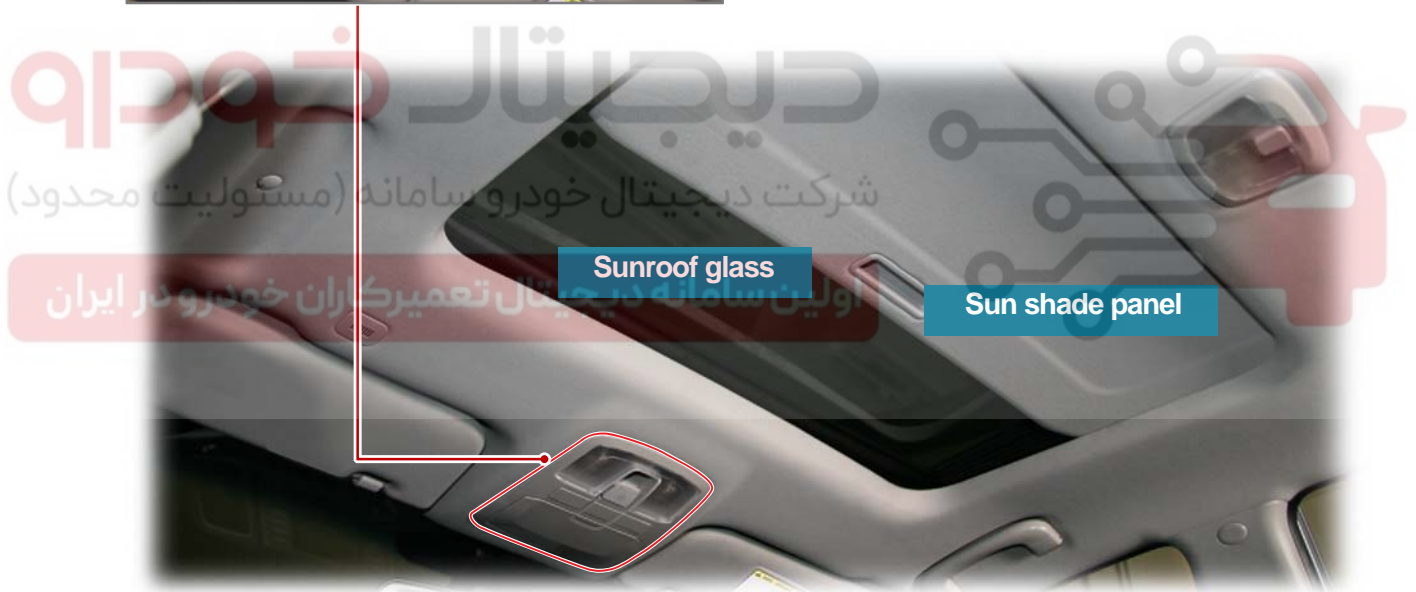 دیجیتال خودرو
شرکت دیجیتال خودرو سامانه (مسئولیت محدود)
Sunroof glass
اولین سامانه دیجیتال تعمیرکاران خودرو در ایران
Sun shade panel